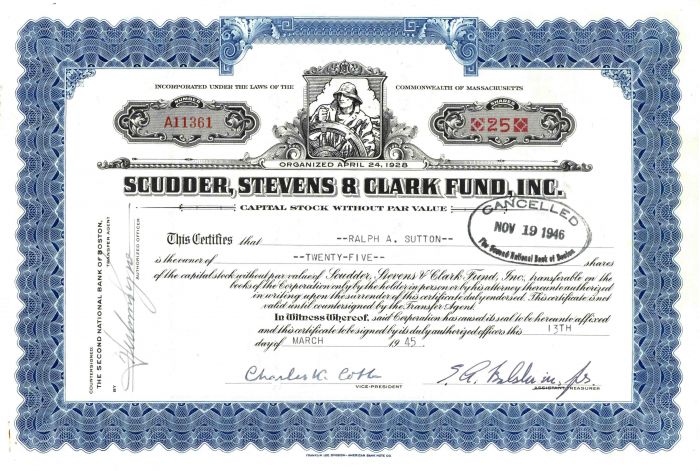 INCORPORATED UNDER THE LAWS OF THE COMMONWEALTH OF MASSACHUSETTS
NUMBER
A11361
SHARES
25
ORGANIZED APRIL 24, 1928
SCUDDER, STEVENS & CLARK FUND, INC.
CAPITAL STOCK WITHOUT PAR VALUE
CANCELLED
NOV 19 1946
The Second National Bank of Boston
This Certifies that --RALPH A. SUTTON--
is the owner of --TWENTY-FIVE-- shares
of the capital stock without par value of Scudder, Stevens & Clark Fund, Inc., transferable on the
books of the Corporation only by the holder in person or by his attorney thereunto authorized
in writing upon the surrender of this certificate duly endorsed. This certificate is not
valid until countersigned by the Transfer Agent.
In Witness Whereof, said Corporation has caused its seal to be hereunto affixed
and this certificate to be signed by its duly authorized officers this 13TH
day of MARCH 1945.
Charles K. Cobb
VICE-PRESIDENT
ASSISTANT TREASURER
COUNTERSIGNED
THE SECOND NATIONAL BANK OF BOSTON,
TRANSFER AGENT
BY
AUTHORIZED OFFICER
FRANKLIN LEE DIVISION - AMERICAN BANK NOTE CO.